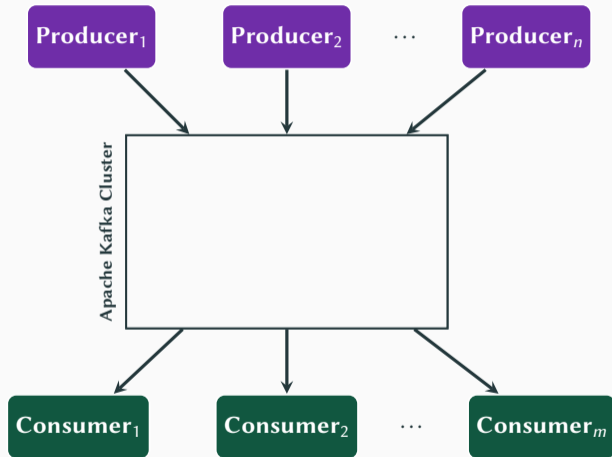 Producer₁ Producer₂ ... Producerₙ
Apache Kafka Cluster
Consumer₁ Consumer₂ ... Consumerₘ